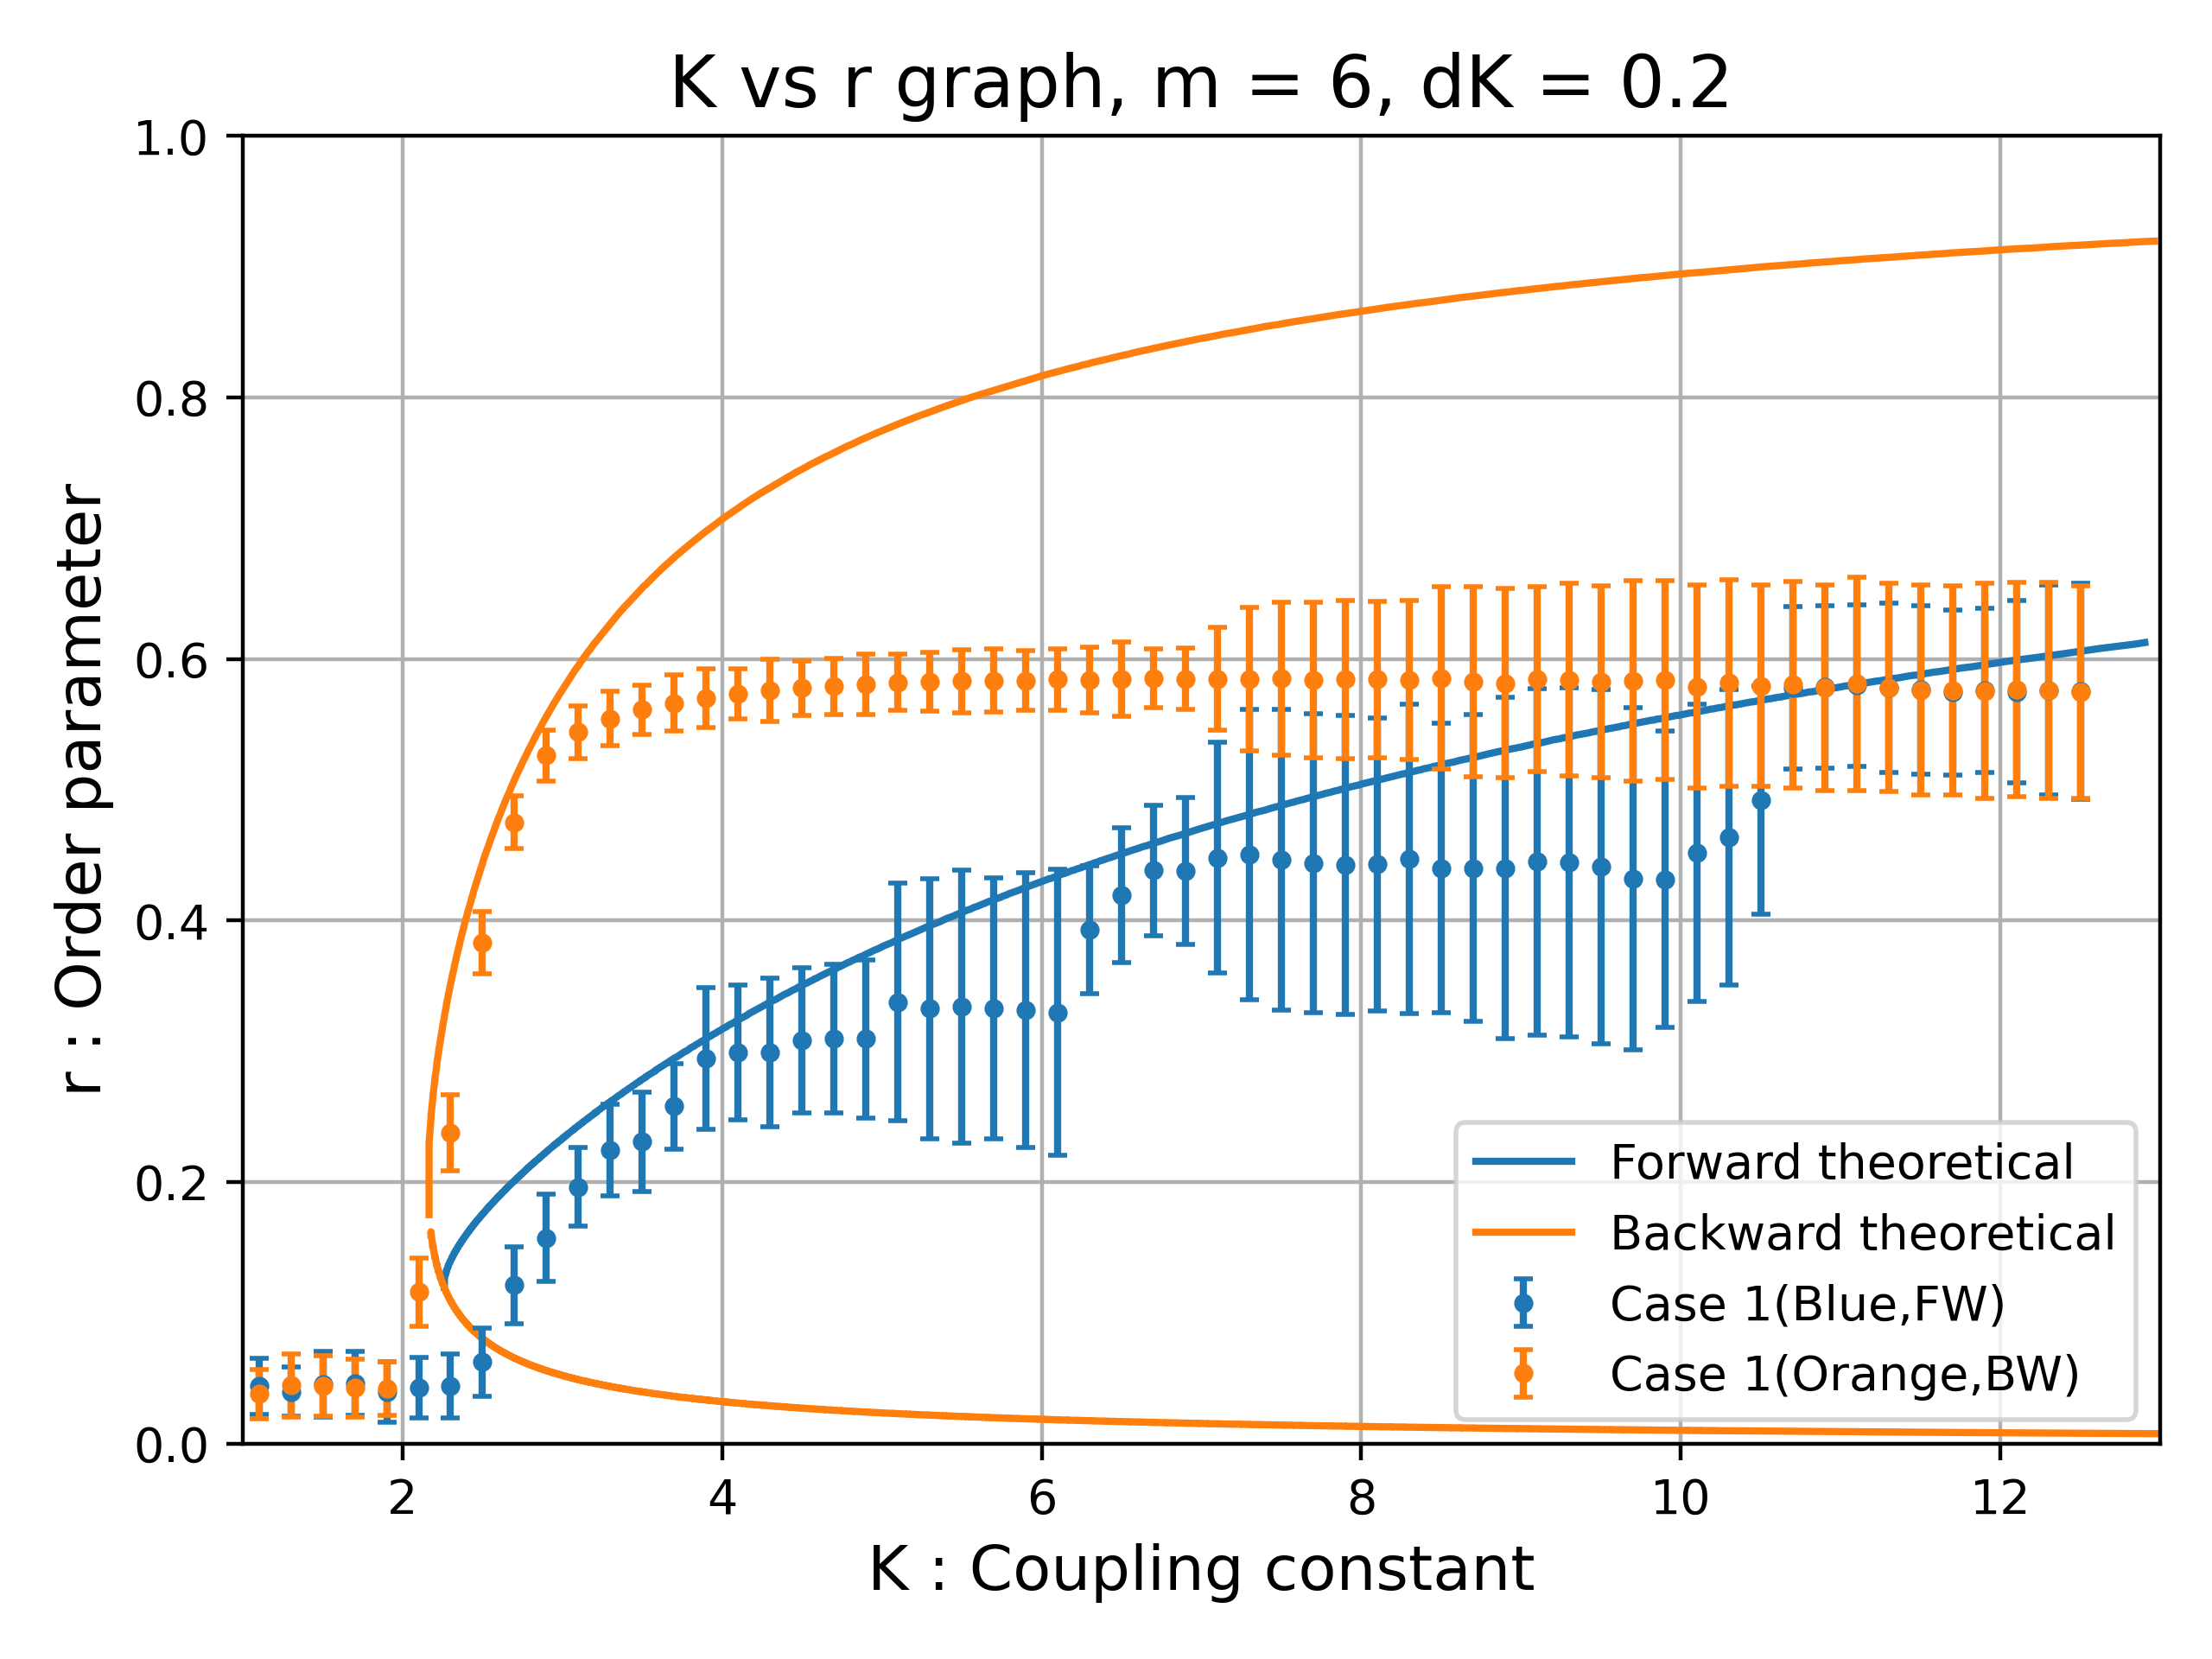 K vs r graph, m = 6, dK = 0.2
1.0
0.8
0.6
0.4
0.2
0.0
r : Order parameter
Forward theoretical
Backward theoretical
Case 1(Blue,FW)
Case 1(Orange,BW)
2 4 6 8 10 12
K : Coupling constant